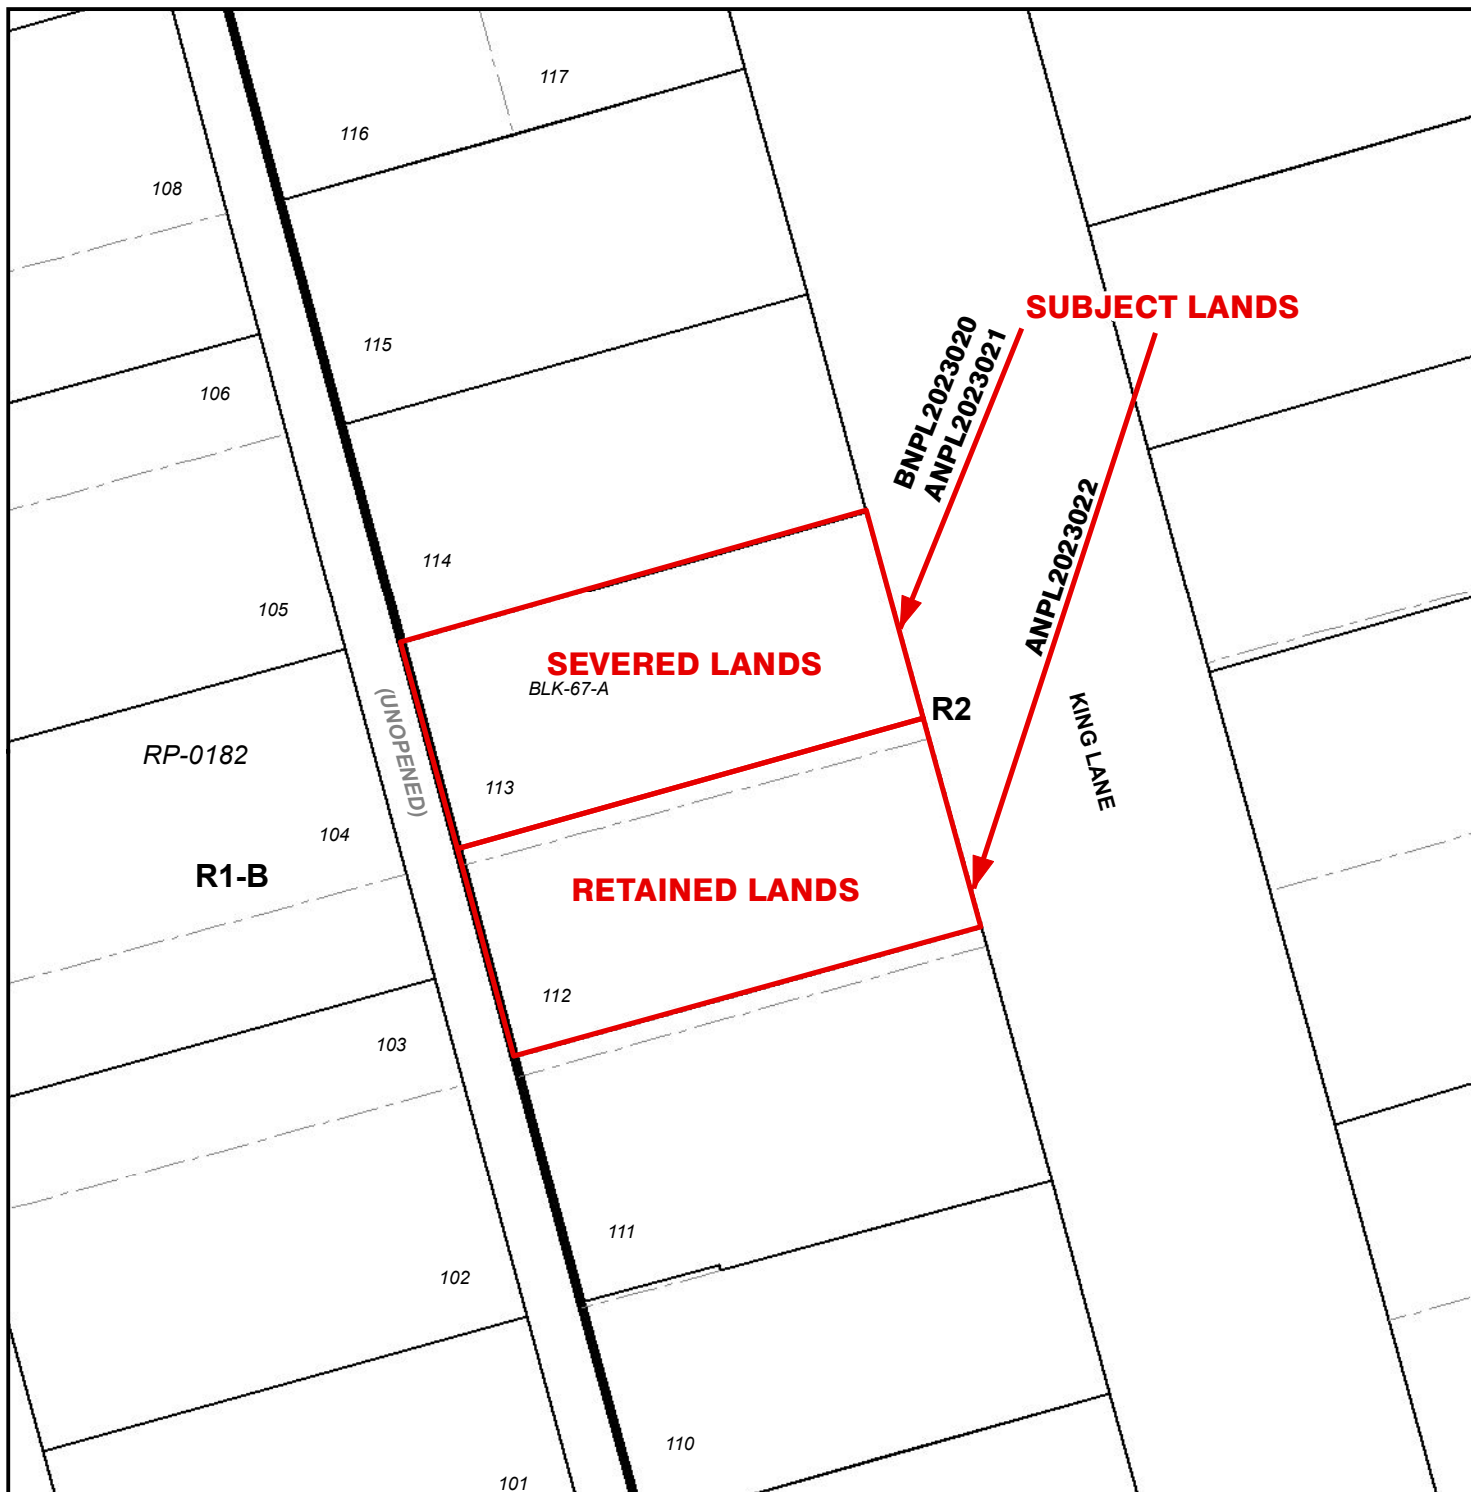 117
116
108
SUBJECT LANDS
BNPL2023020
ANPL2023021
115
106
ANPL2023022
114
105
SEVERED LANDS
BLK-67-A
R2
(UNOPENED)
KING LANE
RP-0182
113
104
R1-B
RETAINED LANDS
112
103
111
102
110
101